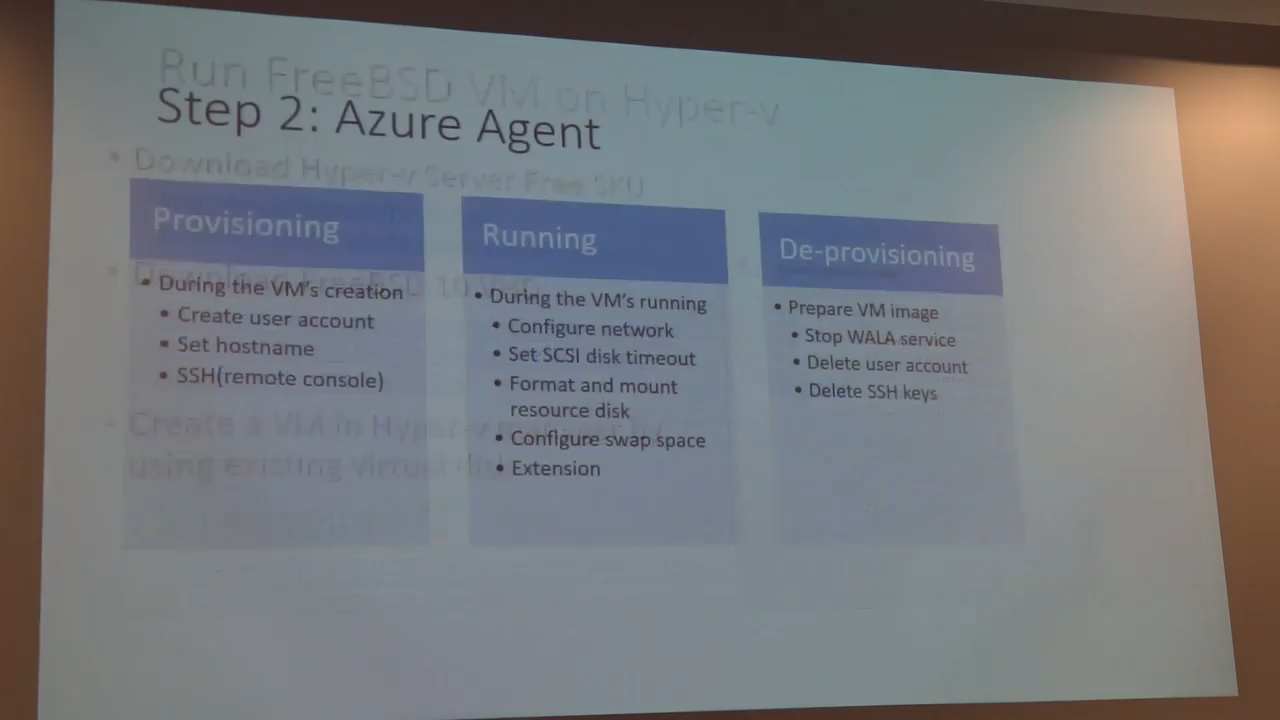 Run FreeBSD VM on Hyper-v
Step 2: Azure Agent
• Download Hyper-v Server Free SKU
Provisioning
• During the VM's creation
• Create user account
• Set hostname
• SSH(remote console)
Running
• During the VM's running
• Configure network
• Set SCSI disk timeout
• Format and mount
resource disk
• Configure swap space
• Extension
De-provisioning
• Prepare VM image
• Stop WALA service
• Delete user account
• Delete SSH keys
• Download FreeBSD 10
• Create a VM in Hyper-v
using existing virtual